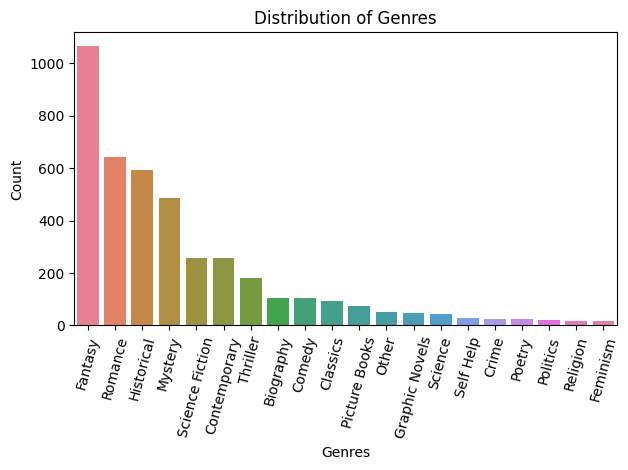 Distribution of Genres
Count
1000
800
600
400
200
0
Fantasy
Romance
Historical
Mystery
Science Fiction
Contemporary
Thriller
Biography
Comedy
Classics
Picture Books
Other
Graphic Novels
Science
Self Help
Crime
Poetry
Politics
Religion
Feminism
Genres